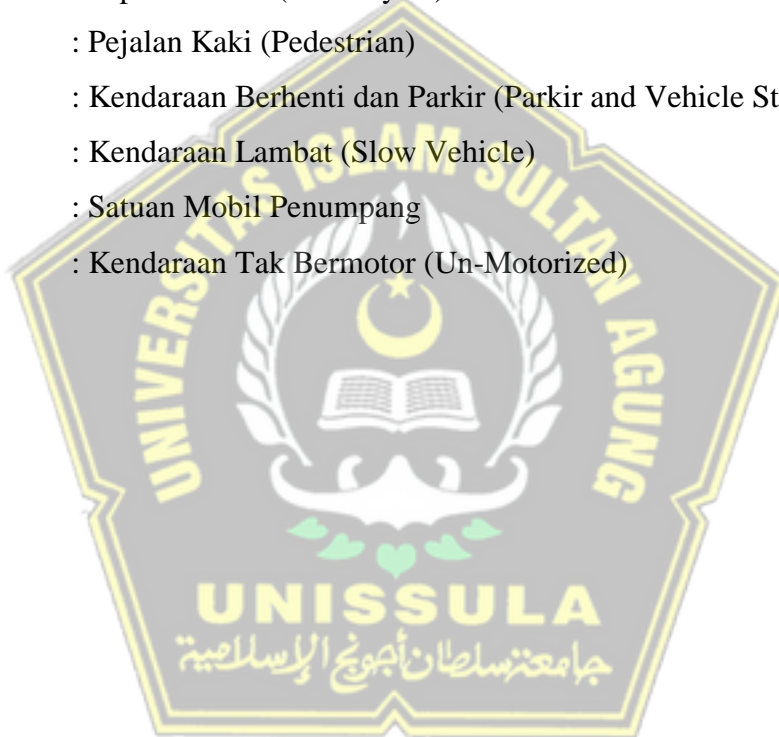 : Pejalan Kaki (Pedestrian)
: Kendaraan Berhenti dan Parkir (Parkir and Vehicle St
: Kendaraan Lambat (Slow Vehicle)
: Satuan Mobil Penumpang
: Kendaraan Tak Bermotor (Un-Motorized)
UNIVERSITAS ISLAM SULTAN AGUNG
UNISSULA
جامعة سلطان أجونج الإسلامية